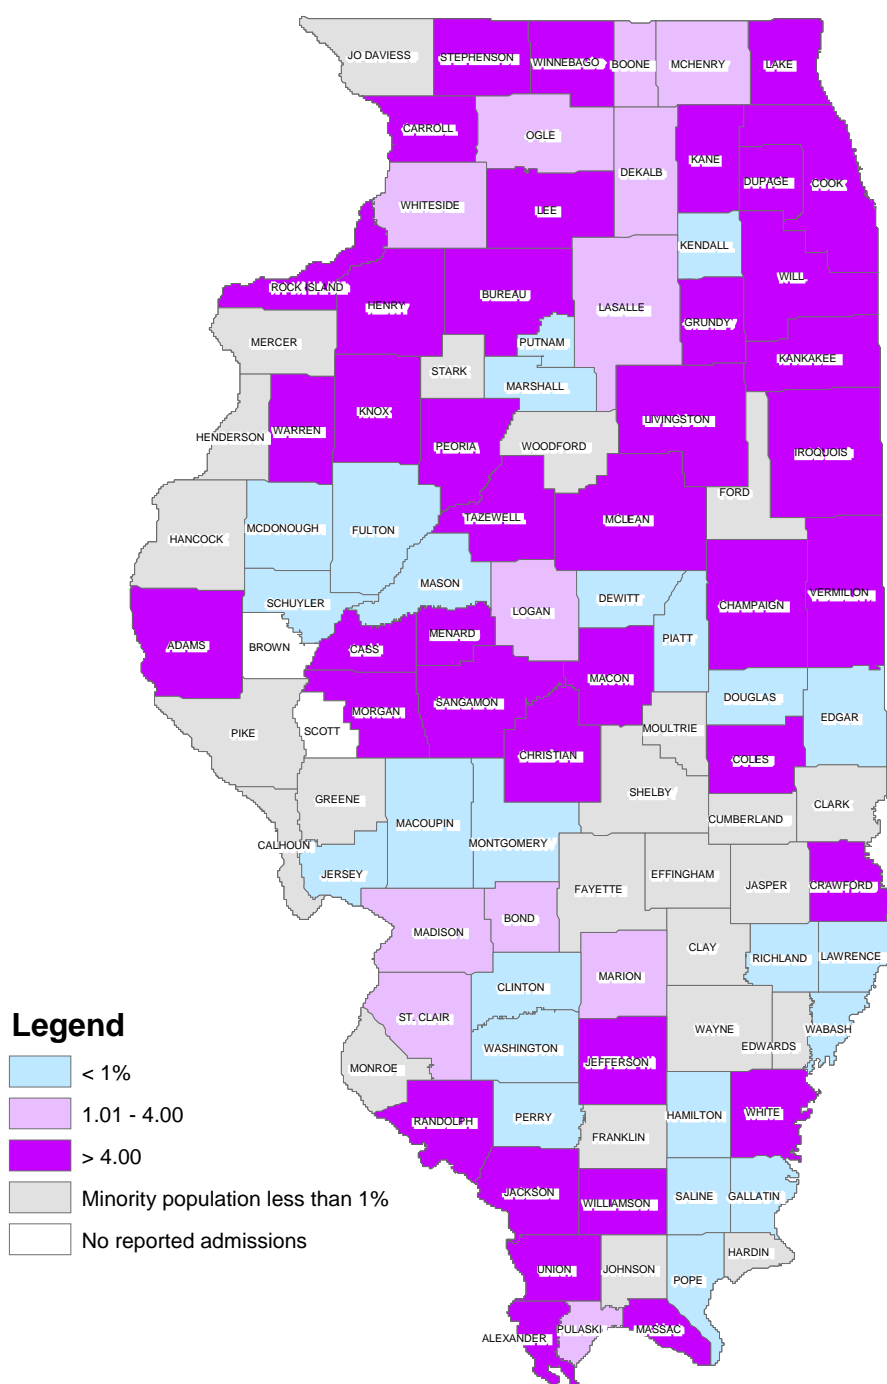 JO DAVIESS
STEPHENSON
WINNEBAGO
BOONE
MCHENRY
LAKE
CARROLL
OGLE
DEKALB
KANE
DUPAGE
COOK
WHITESIDE
LEE
KENDALL
ROCK ISLAND
HENRY
BUREAU
LASALLE
GRUNDY
WILL
MERCER
PUTNAM
STARK
MARSHALL
KANKAKEE
HENDERSON
WARREN
KNOX
PEORIA
WOODFORD
LIVINGSTON
IROQUOIS
FORD
HANCOCK
MCDONOUGH
FULTON
TAZEWELL
MCLEAN
MASON
SCHUYLER
LOGAN
DEWITT
CHAMPAIGN
VERMILION
ADAMS
BROWN
CASS
MENARD
PIATT
MACON
SANGAMON
MORGAN
SCOTT
PIKE
DOUGLAS
EDGAR
MOULTRIE
CHRISTIAN
COLES
SHELBY
GREENE
CUMBERLAND
CLARK
CALHOUN
MACOUPIN
MONTGOMERY
JERSEY
FAYETTE
EFFINGHAM
JASPER
CRAWFORD
MADISON
BOND
CLAY
RICHLAND
LAWRENCE
MARION
CLINTON
ST. CLAIR
WAYNE
EDWARDS
WABASH
WASHINGTON
JEFFERSON
MONROE
RANDOLPH
PERRY
HAMILTON
WHITE
FRANKLIN
JACKSON
WILLIAMSON
SALINE
GALLATIN
UNION
JOHNSON
POPE
HARDIN
ALEXANDER
PULASKI
MASSAC
Legend
< 1%
1.01 - 4.00
> 4.00
Minority population less than 1%
No reported admissions